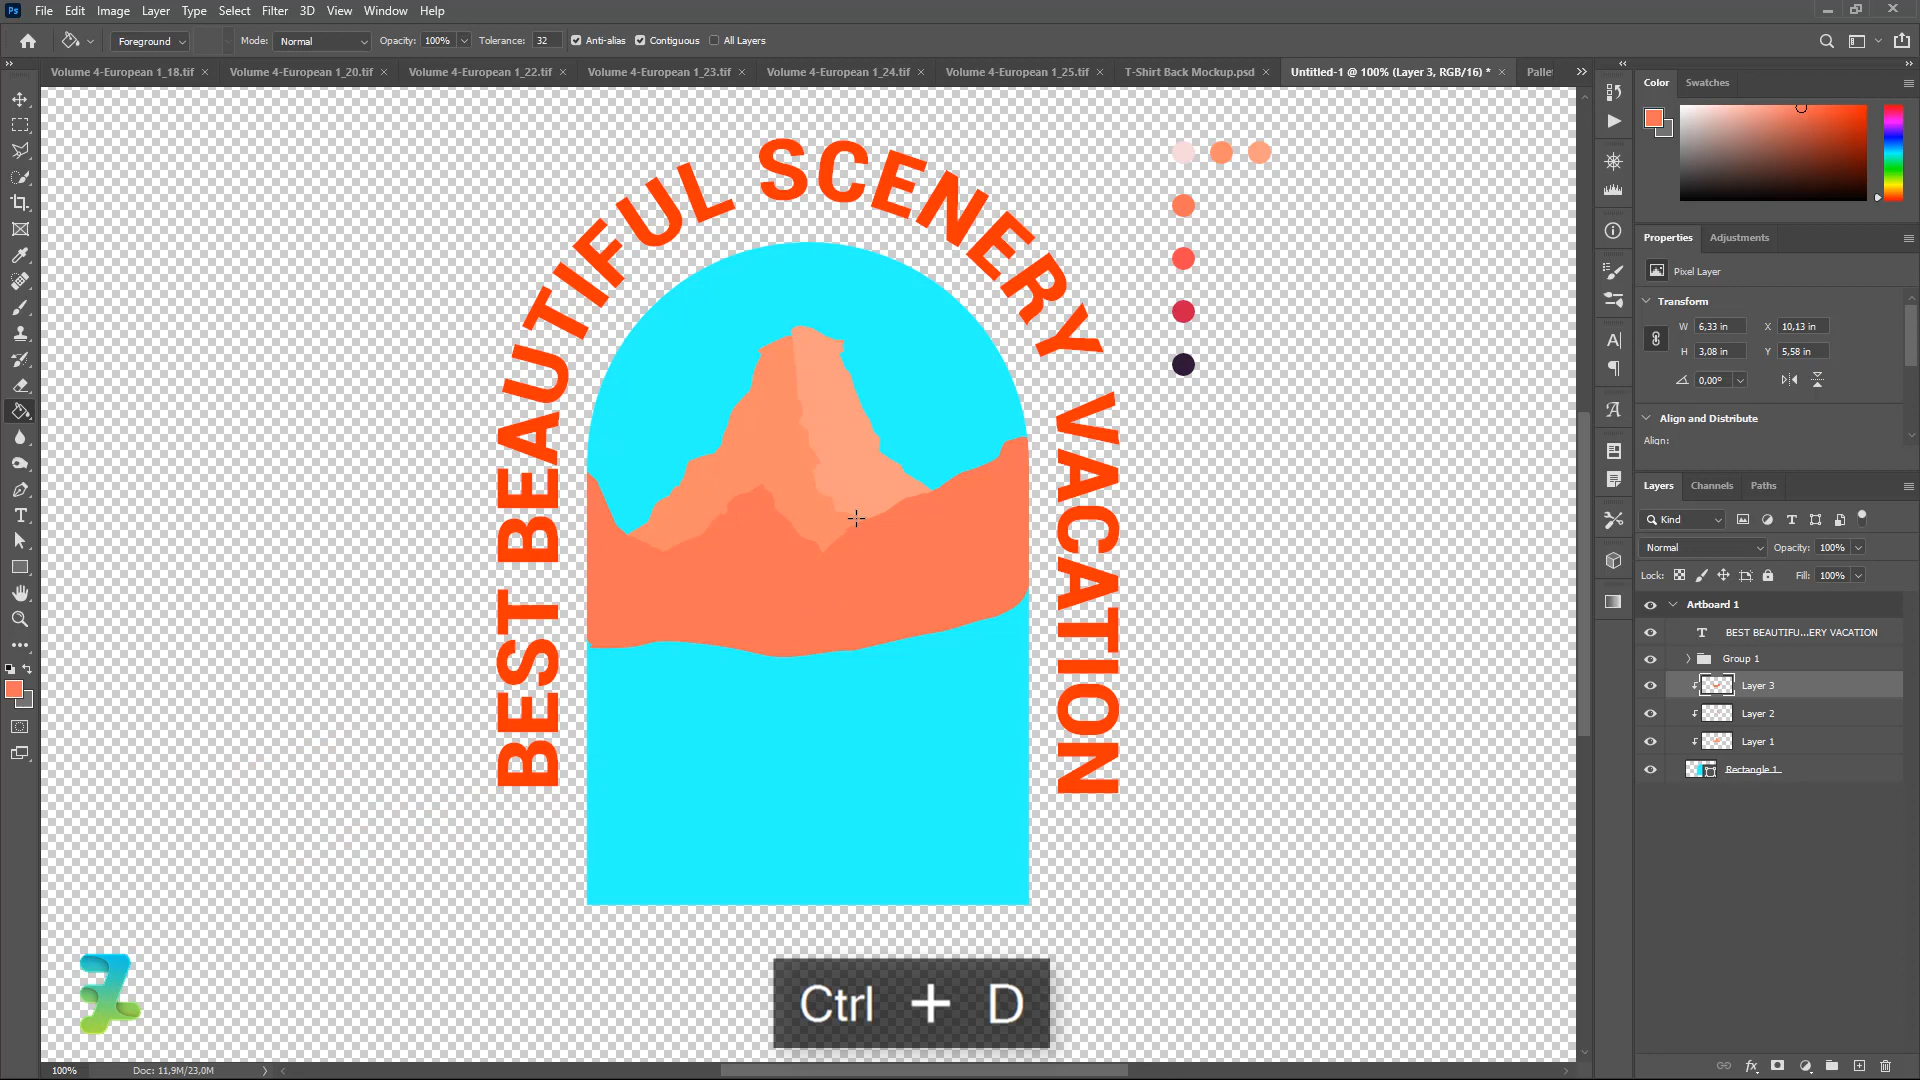 Ps File Edit Image Layer Type Select Filter 3D View Window Help
Foreground Mode: Normal Opacity: 100% Tolerance: 32 Anti-alias Contiguous All Layers
Volume 4-European 1_18.tif Volume 4-European 1_20.tif Volume 4-European 1_22.tif Volume 4-European 1_23.tif Volume 4-European 1_24.tif Volume 4-European 1_25.tif T-Shirt Back Mockup.psd Untitled-1 @ 100% (Layer 3, RGB/16) * Pallet
BEST BEAUTIFUL SCENERY VACATION
Ctrl + D
100% Doc: 11,9M/23,0M
Color Swatches
Properties Adjustments
Pixel Layer
Transform
W 6,33 in X 10,13 in
H 3,08 in Y 5,58 in
0,00°
Align and Distribute
Align:
Layers Channels Paths
Kind
Normal Opacity: 100%
Lock: Fill: 100%
Artboard 1
BEST BEAUTIFU...ERY VACATION
Group 1
Layer 3
Layer 2
Layer 1
Rectangle 1